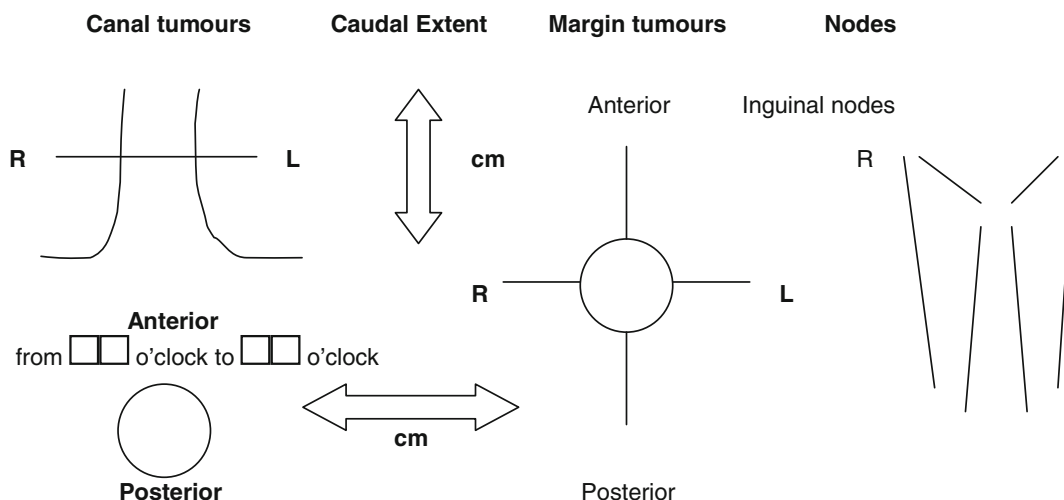 Canal tumours Caudal Extent Margin tumours Nodes
Anterior Inguinal nodes
R L cm R
R L
Anterior
from o'clock to o'clock
cm
Posterior Posterior